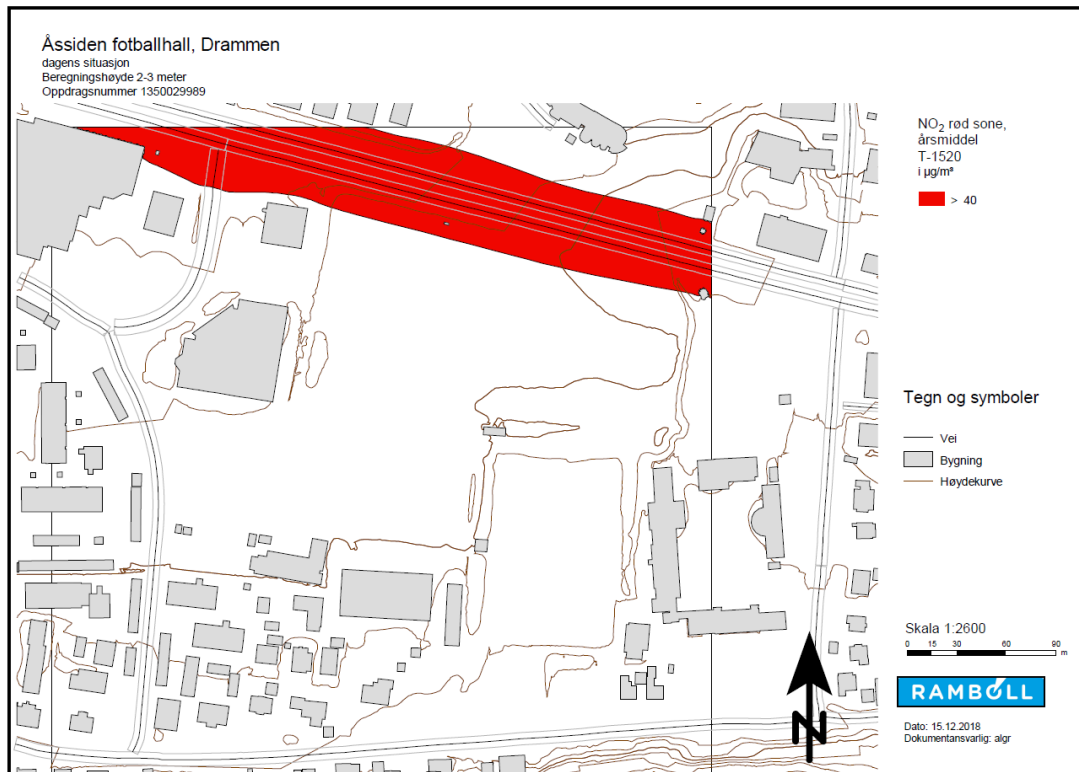 Åssiden fotballhall, Drammen
dagens situasjon
Beregningshøyde 2-3 meter
Oppdragsnummer 1350029989
NO₂ rød sone,
årsmiddel
T-1520
i µg/m³
> 40
Tegn og symboler
Vei
Bygning
Høydekurve
Skala 1:2600
0 15 30 60 90
m
N
RAMBOLL
Dato: 15.12.2018
Dokumentansvarlig: algr